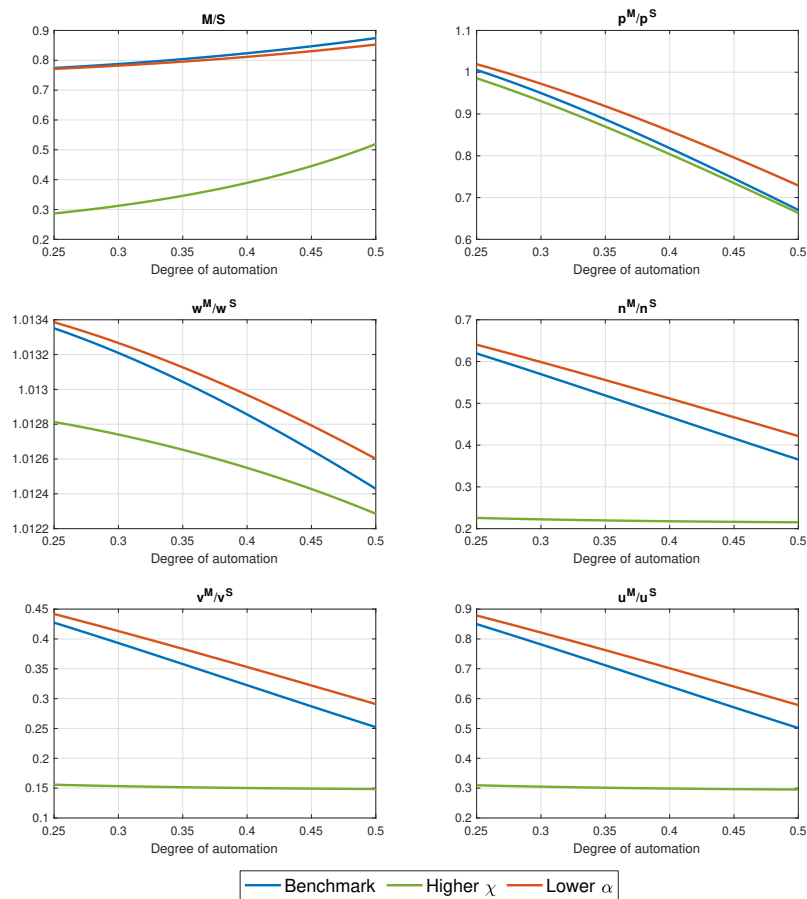 M/S
0.9
0.8
0.7
0.6
0.5
0.4
0.3
0.2
0.25 0.3 0.35 0.4 0.45 0.5
Degree of automation
p^M/p^S
1.1
1
0.9
0.8
0.7
0.6
0.25 0.3 0.35 0.4 0.45 0.5
Degree of automation
w^M/w^S
1.0134
1.0132
1.013
1.0128
1.0126
1.0124
1.0122
0.25 0.3 0.35 0.4 0.45 0.5
Degree of automation
n^M/n^S
0.7
0.6
0.5
0.4
0.3
0.2
0.25 0.3 0.35 0.4 0.45 0.5
Degree of automation
v^M/v^S
0.45
0.4
0.35
0.3
0.25
0.2
0.15
0.1
0.25 0.3 0.35 0.4 0.45 0.5
Degree of automation
u^M/u^S
0.9
0.8
0.7
0.6
0.5
0.4
0.3
0.2
0.25 0.3 0.35 0.4 0.45 0.5
Degree of automation
Benchmark Higher χ Lower α